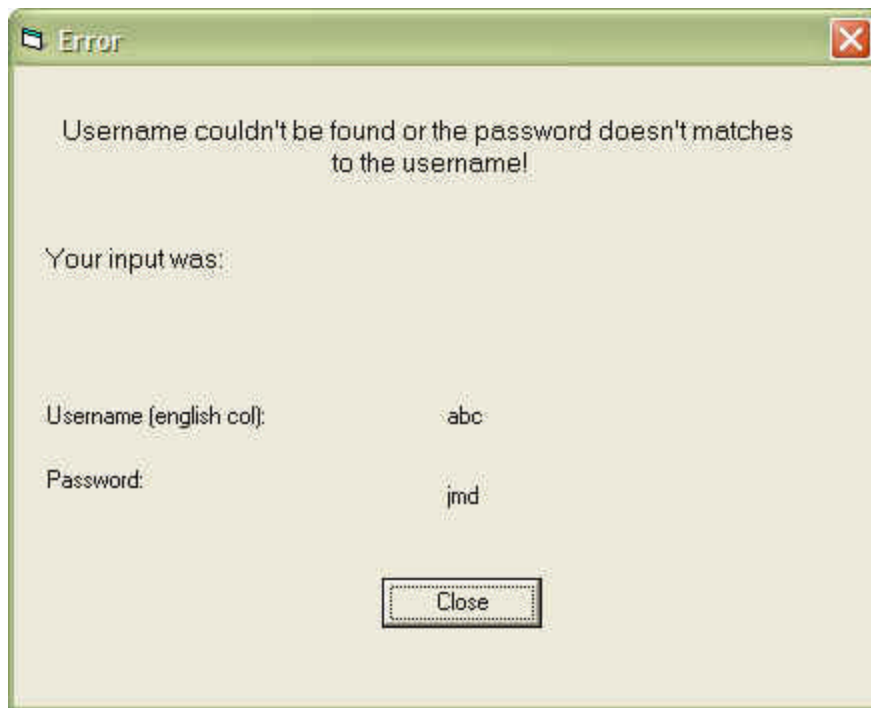 Error
Username couldn't be found or the password doesn't matches
to the username!
Your input was:
Username (english col): abc
Password: jmd
Close